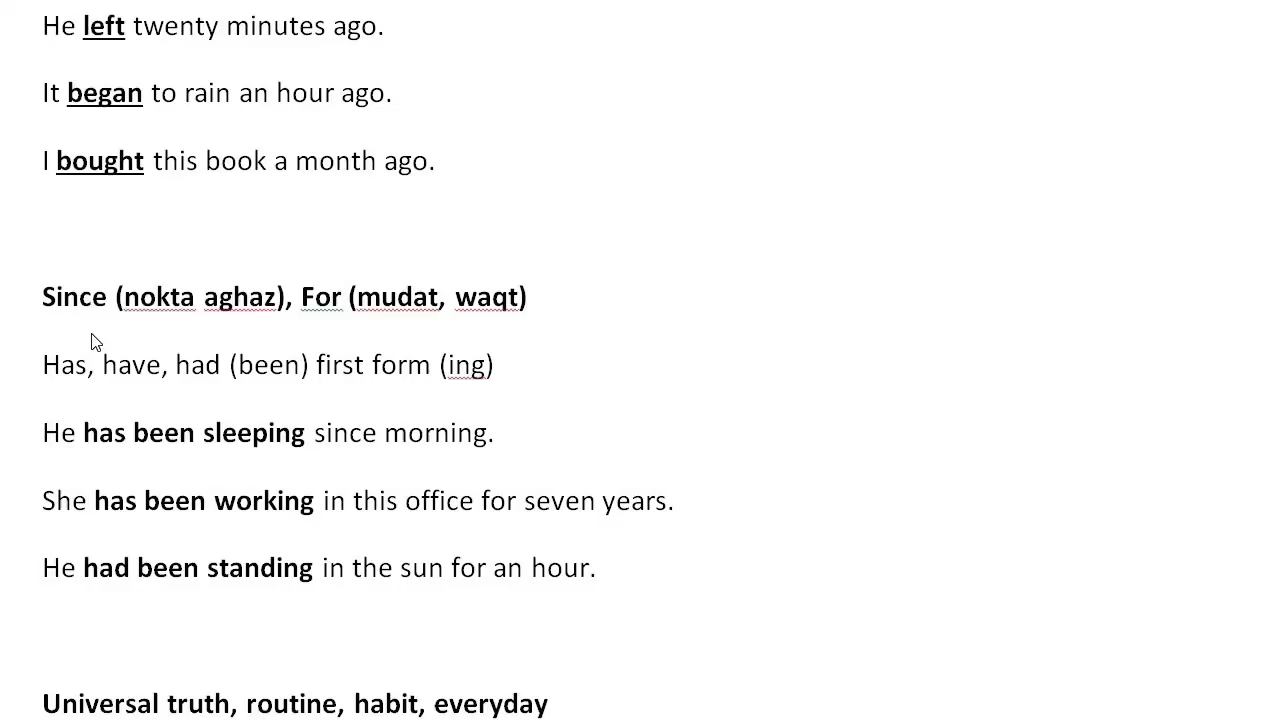 He left twenty minutes ago.
It began to rain an hour ago.
I bought this book a month ago.
Since (nokta aghaz), For (mudat, waqt)
Has, have, had (been) first form (ing)
He has been sleeping since morning.
She has been working in this office for seven years.
He had been standing in the sun for an hour.
Universal truth, routine, habit, everyday